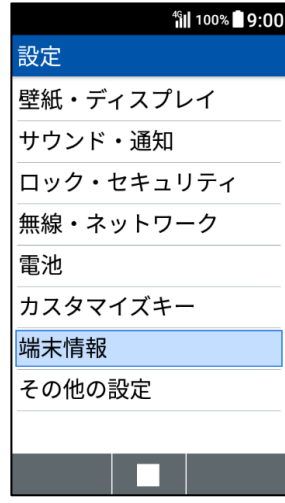 4G 100% 9:00
設定
壁紙・ディスプレイ
サウンド・通知
ロック・セキュリティ
無線・ネットワーク
電池
カスタマイズキー
端末情報
その他の設定